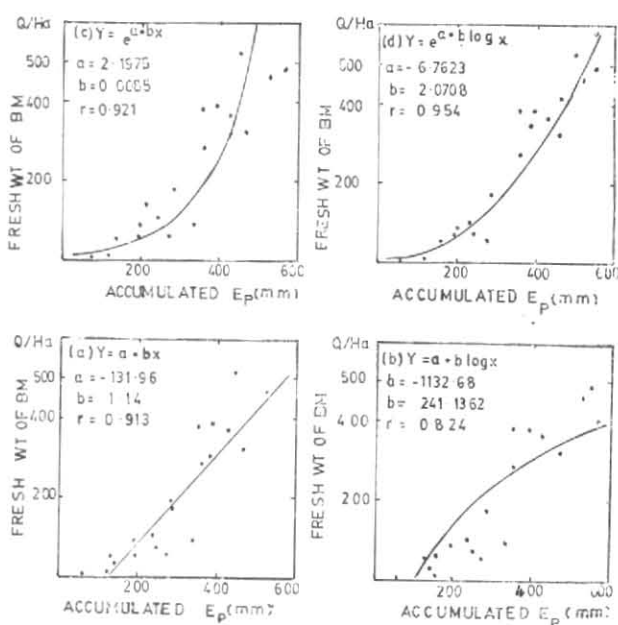 Q/Ha
(c) Y = e^a+bx
a = 2.1975
r = 0.921
500
400
200
FRESH WT OF BM
200 400 600
ACCUMULATED Ep (mm)
Q/Ha
(d) Y = e^a+b log x
a = - 6.7623
b = 2.0708
r = 0.954
500
400
200
FRESH WT OF BM
200 400 600
ACCUMULATED Ep (mm)
Q/Ha
(a) Y = a + bx
a = -131.96
b = 1.14
r = 0.913
500
400
200
FRESH WT OF BM
200 400 600
ACCUMULATED Ep (mm)
Q/Ha
(b) Y = a + b log x
a = -1132.68
b = 241.1362
r = 0.824
500
400
200
FRESH WT OF BM
200 400 600
ACCUMULATED Ep (mm)